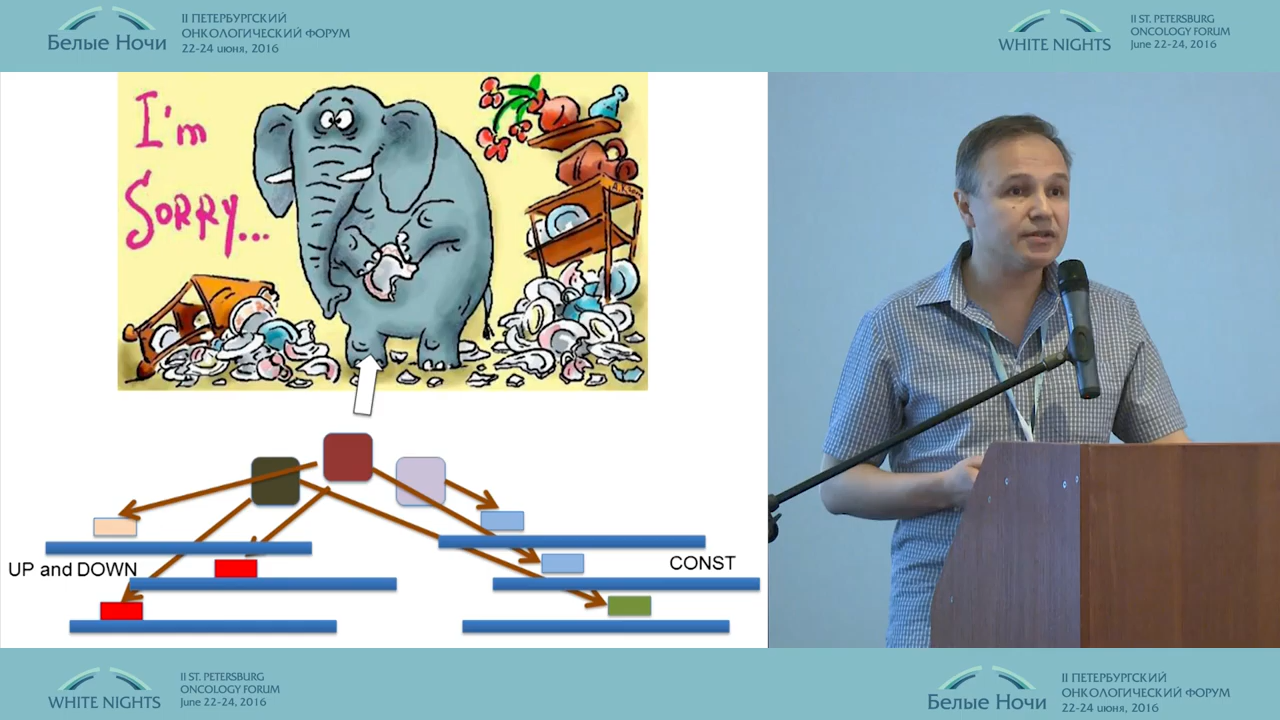 Белые Ночи
II ПЕТЕРБУРГСКИЙ
ОНКОЛОГИЧЕСКИЙ ФОРУМ
22-24 июня, 2016
WHITE NIGHTS
II ST. PETERSBURG
ONCOLOGY FORUM
June 22-24, 2016
I'm
SORRY...
UP and DOWN
CONST
WHITE NIGHTS
II ST. PETERSBURG
ONCOLOGY FORUM
June 22-24, 2016
Белые Ночи
II ПЕТЕРБУРГСКИЙ
ОНКОЛОГИЧЕСКИЙ ФОРУМ
22-24 июня, 2016